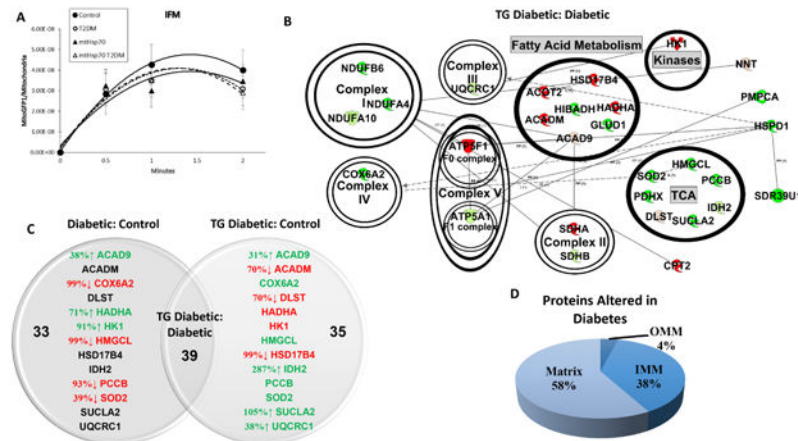 A
IFM
Control
T2DM
mtHsp70
mtHsp70 T2DM
MitoGFP1/Mitochondria
6.00E-08
5.00E-08
4.00E-08
3.00E-08
2.00E-08
1.00E-08
0.00E+00
0
0.5
1
1.5
2
Minutes
B
TG Diabetic: Diabetic
NDUFB6
Complex
I
NDUFA4
NDUFA10
Complex
III
UQCRC1
Fatty Acid Metabolism
HSD17B4
ACOT2
HIBADH
HADHA
ACADM
GLUD1
ACAD9
HK1
Kinases
NNT
PMPCA
HSPD1
COX6A2
Complex
IV
ATP5F1
F0 complex
Complex V
ATP5A1
F1 complex
SDHA
Complex II
SDHB
HMGCL
SOD2
PCCB
PDHX
TCA
IDH2
DLST
SUCLA2
SDR39U1
CPT2
C
Diabetic: Control
38%↑ ACAD9
ACADM
99%↓ COX6A2
DLST
71%↑ HADHA
91%↑ HK1
99%↓ HMGCL
HSD17B4
IDH2
93%↓ PCCB
39%↓ SOD2
SUCLA2
UQCRC1
33
TG Diabetic:
Diabetic
39
TG Diabetic: Control
31%↑ ACAD9
70%↓ ACADM
COX6A2
70%↓ DLST
HADHA
HK1
HMGCL
99%↓ HSD17B4
287%↑ IDH2
PCCB
SOD2
105%↑ SUCLA2
38%↑ UQCRC1
35
D
Proteins Altered in
Diabetes
OMM
4%
Matrix
58%
IMM
38%